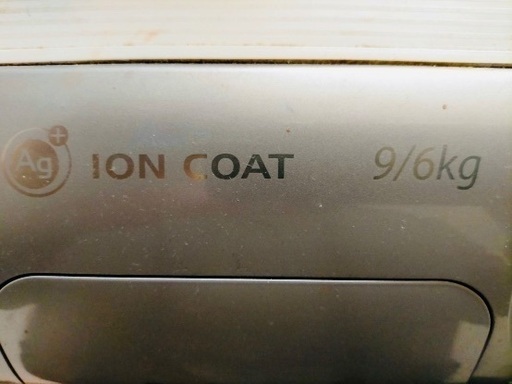 Ag+ ION COAT 9/6kg